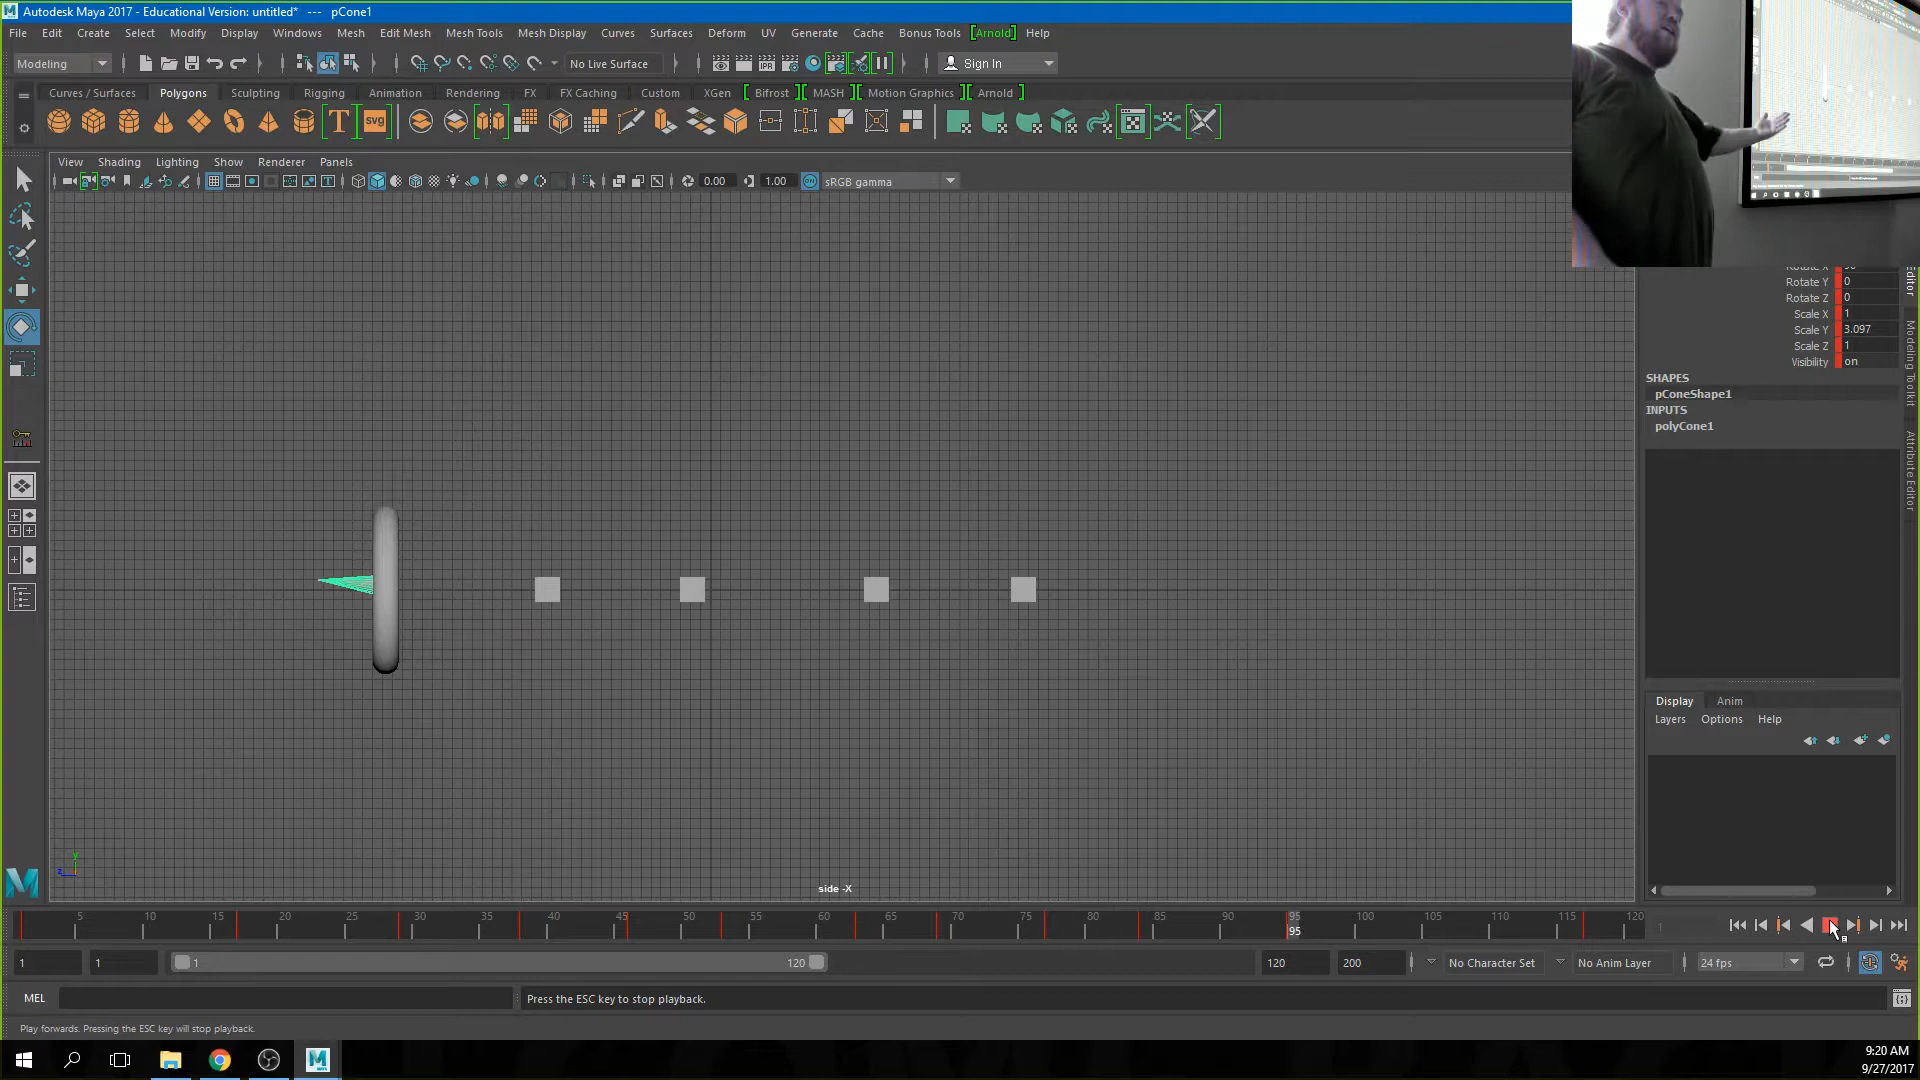 Autodesk Maya 2017 - Educational Version: untitled*   ---   pCone1
File Edit Create Select Modify Display Windows Mesh Edit Mesh Mesh Tools Mesh Display Curves Surfaces Deform UV Generate Cache Bonus Tools [Arnold] Help
Modeling No Live Surface Sign In
Curves / Surfaces Polygons Sculpting Rigging Animation Rendering FX FX Caching Custom XGen [ Bifrost ] [ MASH ] [ Motion Graphics ] [ Arnold ]
T svg
View Shading Lighting Show Renderer Panels
0.00 1.00 sRGB gamma
Rotate Y 0
Rotate Z 0
Scale X 1
Scale Y 3.097
Scale Z 1
Visibility on
SHAPES
pConeShape1
INPUTS
polyCone1
Editor
Modeling Toolkit
Attribute Editor
Display Anim
Layers Options Help
y
z
side -X
5 10 15 20 25 30 35 40 45 50 55 60 65 70 75 80 85 90 95 100 105 110 115 120
95
1
1 1 1 120 120 200 No Character Set No Anim Layer 24 fps
MEL Press the ESC key to stop playback.
Play forwards. Pressing the ESC key will stop playback.
9:20 AM
9/27/2017